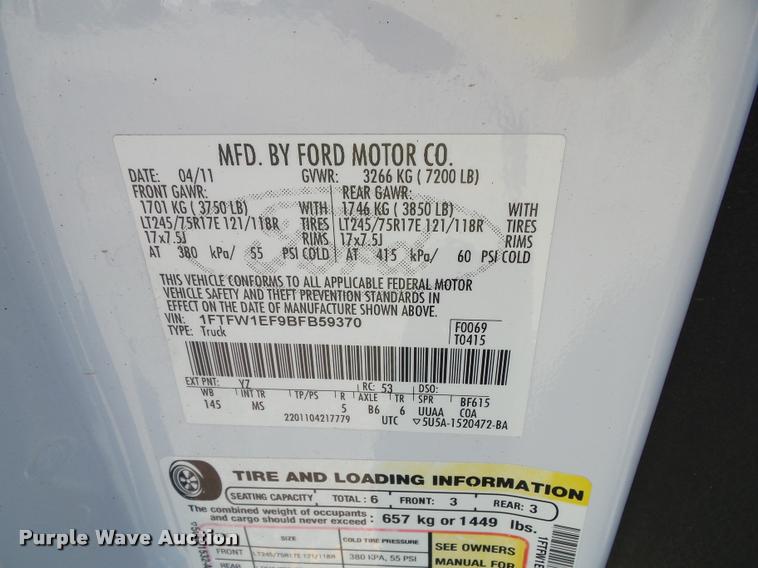 MFD. BY FORD MOTOR CO.
DATE: 04/11 GVWR: 3266 KG ( 7200 LB)
FRONT GAWR: REAR GAWR:
1701 KG ( 3750 LB) WITH 1746 KG ( 3850 LB) WITH
LT245/75R17E 121/118R TIRES LT245/75R17E 121/118R TIRES
17x7.5J RIMS 17x7.5J RIMS
AT 380 kPa/ 55 PSI COLD AT 415 kPa/ 60 PSI COLD
THIS VEHICLE CONFORMS TO ALL APPLICABLE FEDERAL MOTOR
VEHICLE SAFETY AND THEFT PREVENTION STANDARDS IN
EFFECT ON THE DATE OF MANUFACTURE SHOWN ABOVE.
VIN: 1FTFW1EF9BFB59370 F0069
TYPE: Truck T0415
EXT PNT: YZ RC: 53 DSO:
WB INT TR TP/PS R AXLE TR SPR BF615
145 MS 5 B6 6 UUAA COA
2201104217779 UTC ▽5U5A-1520472-BA
TIRE AND LOADING INFORMATION
SEATING CAPACITY TOTAL: 6 FRONT: 3 REAR: 3
The combined weight of occupants
and cargo should never exceed : 657 kg or 1449 lbs.
SIZE COLD TIRE PRESSURE SEE OWNERS
FRONT LT245/75R17E 121/118R 380 KPA, 55 PSI MANUAL FOR
REAR
Purple Wave Auction